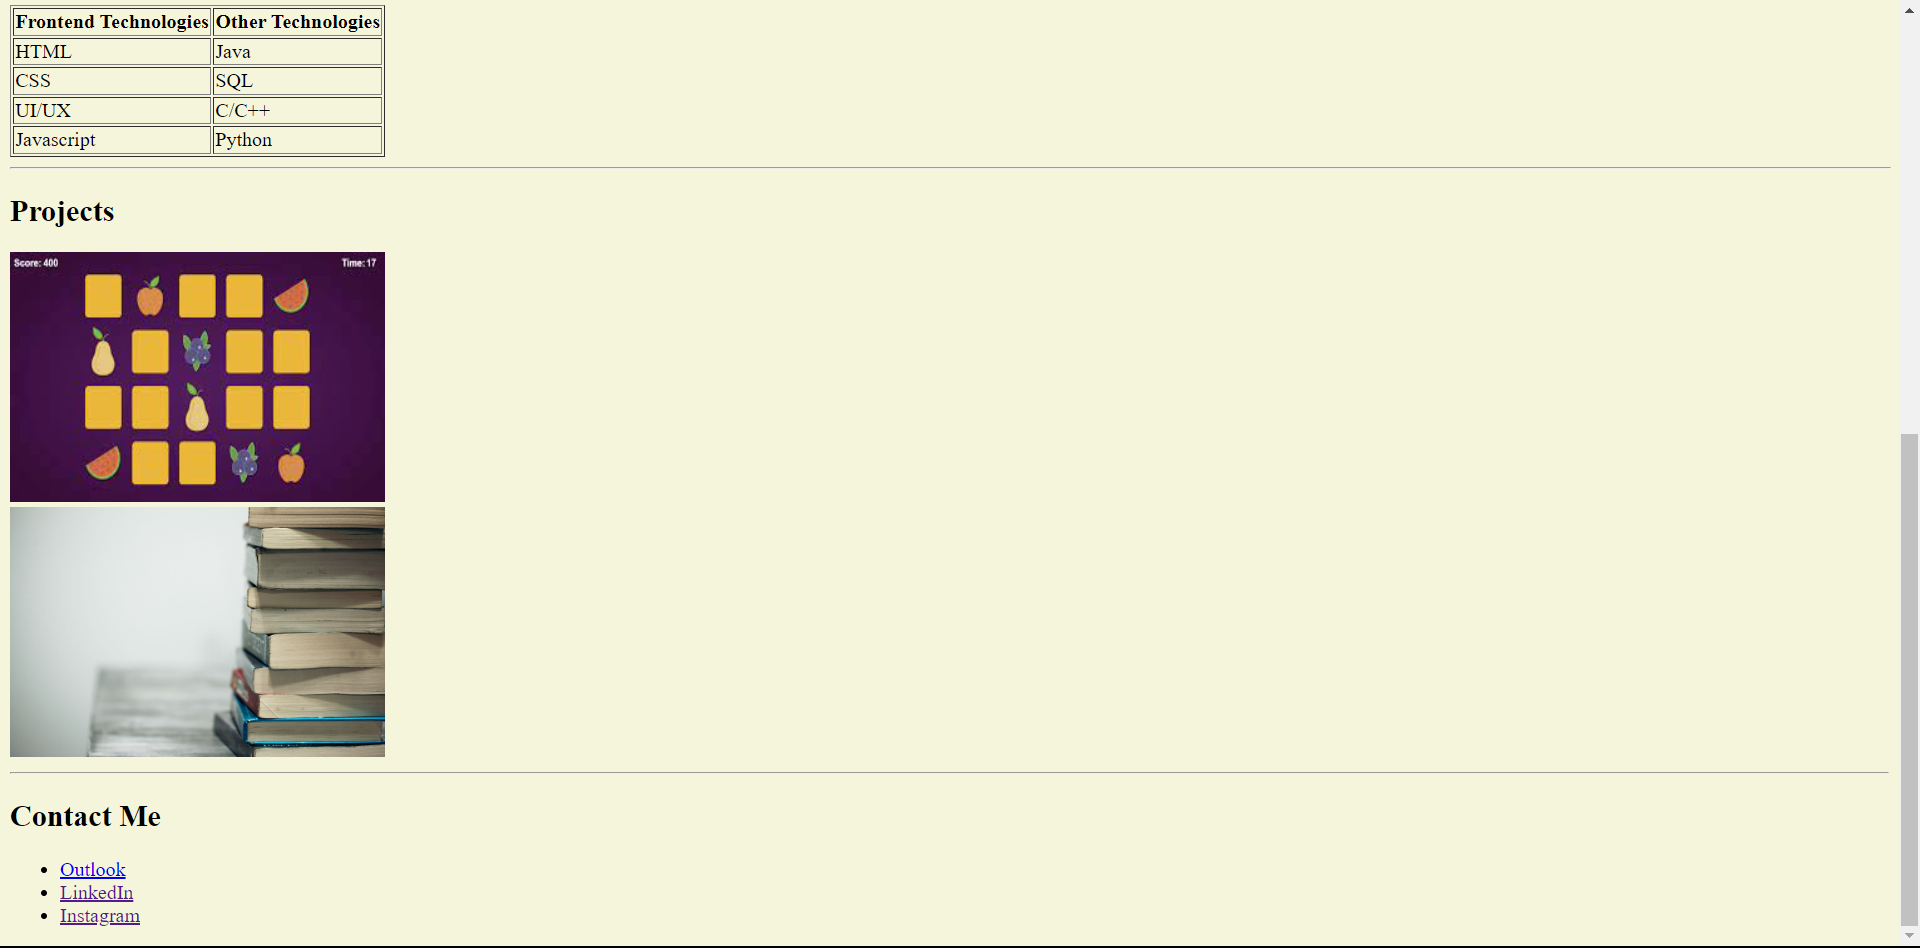 Frontend Technologies Other Technologies
HTML Java
CSS SQL
UI/UX C/C++
Javascript Python
Projects
Score: 400 Time: 17
Contact Me
Outlook
LinkedIn
Instagram